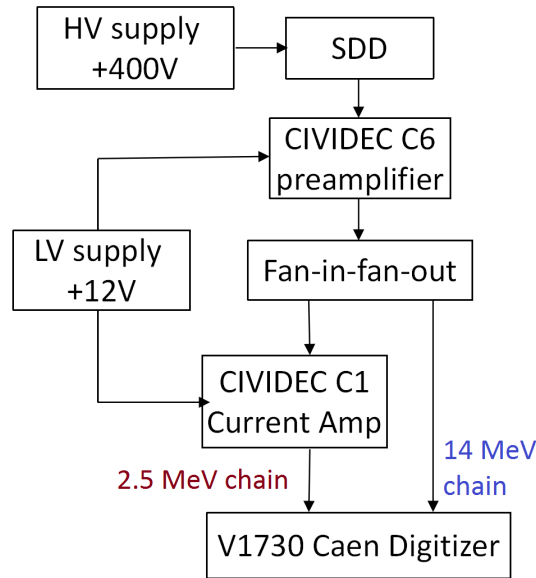 HV supply
+400V
SDD
CIVIDEC C6
preamplifier
LV supply
+12V
Fan-in-fan-out
CIVIDEC C1
Current Amp
2.5 MeV chain
14 MeV
chain
V1730 Caen Digitizer